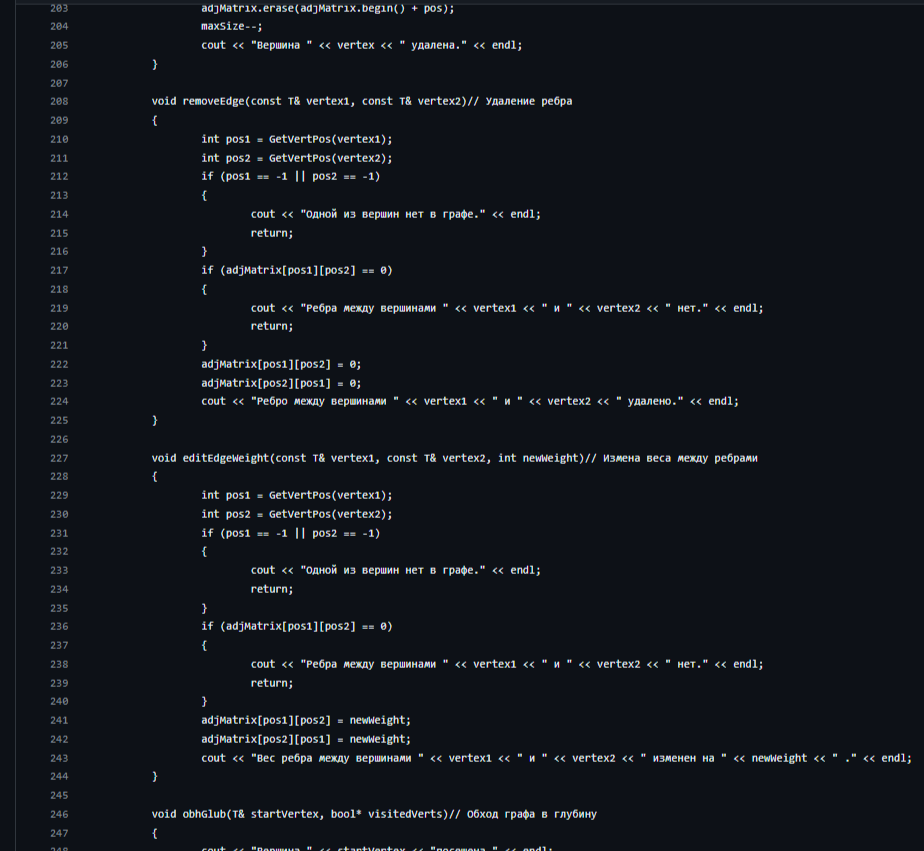 203 adjMatrix.erase(adjMatrix.begin() + pos);
204 maxSize--;
205 cout << "Вершина " << vertex << " удалена." << endl;
206 }
207
208 void removeEdge(const T& vertex1, const T& vertex2)// Удаление ребра
209 {
210 int pos1 = GetVertPos(vertex1);
211 int pos2 = GetVertPos(vertex2);
212 if (pos1 == -1 || pos2 == -1)
213 {
214 cout << "Одной из вершин нет в графе." << endl;
215 return;
216 }
217 if (adjMatrix[pos1][pos2] == 0)
218 {
219 cout << "Ребра между вершинами " << vertex1 << " и " << vertex2 << " нет." << endl;
220 return;
221 }
222 adjMatrix[pos1][pos2] = 0;
223 adjMatrix[pos2][pos1] = 0;
224 cout << "Ребро между вершинами " << vertex1 << " и " << vertex2 << " удалено." << endl;
225 }
226
227 void editEdgeWeight(const T& vertex1, const T& vertex2, int newWeight)// Измена веса между ребрами
228 {
229 int pos1 = GetVertPos(vertex1);
230 int pos2 = GetVertPos(vertex2);
231 if (pos1 == -1 || pos2 == -1)
232 {
233 cout << "Одной из вершин нет в графе." << endl;
234 return;
235 }
236 if (adjMatrix[pos1][pos2] == 0)
237 {
238 cout << "Ребра между вершинами " << vertex1 << " и " << vertex2 << " нет." << endl;
239 return;
240 }
241 adjMatrix[pos1][pos2] = newWeight;
242 adjMatrix[pos2][pos1] = newWeight;
243 cout << "Вес ребра между вершинами " << vertex1 << " и " << vertex2 << " изменен на " << newWeight << " ." << endl;
244 }
245
246 void obhGlub(T& startVertex, bool* visitedVerts)// Обход графа в глубину
247 {
248 cout << "Вершина " << startVertex << "посещена " << endl;